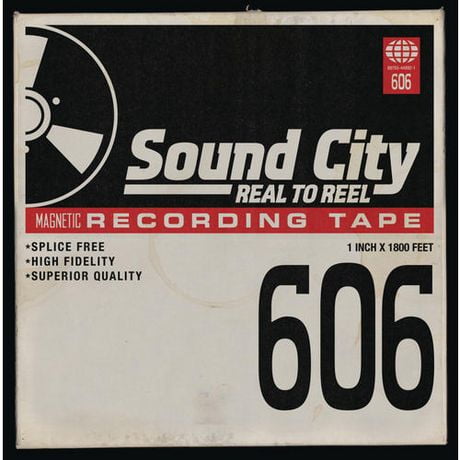 606
Sound City
REAL TO REEL
MAGNETIC RECORDING TAPE
*SPLICE FREE
1 INCH X 1800 FEET
*HIGH FIDELITY
*SUPERIOR QUALITY
606